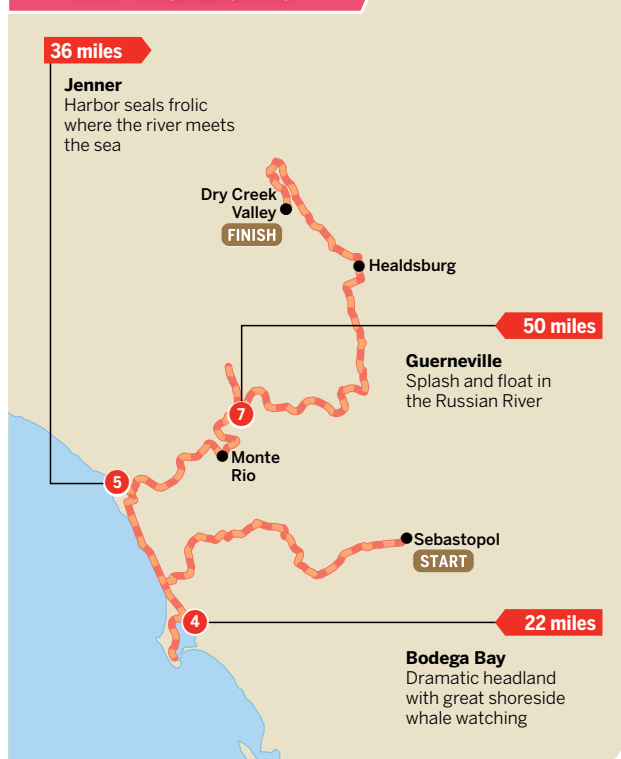 36 miles
Jenner
Harbor seals frolic
where the river meets
the sea
Dry Creek
Valley
FINISH
Healdsburg
50 miles
Guerneville
Splash and float in
the Russian River
7
Monte
Rio
5
Sebastopol
START
4
22 miles
Bodega Bay
Dramatic headland
with great shoreside
whale watching